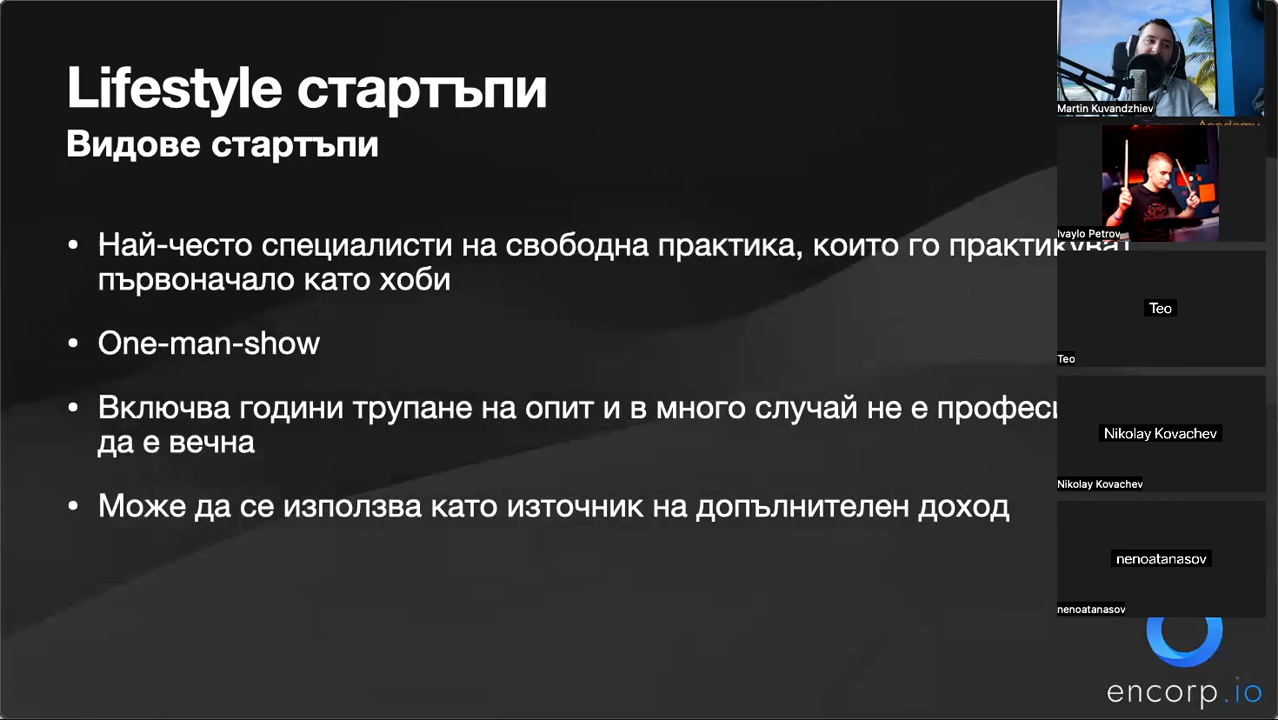 Lifestyle стартъпи
Видове стартъпи
• Най-често специалисти на свободна практика, които го практикуват
първоначало като хоби
• One-man-show
• Включва години трупане на опит и в много случай не е
да е вечна
• Може да се използва като източник на допълнителен доход
Martin Kuvandzhiev
Ivaylo Petrov
Teo
Teo
Nikolay Kovachev
Nikolay Kovachev
nenoatanasov
nenoatanasov
encorp.io